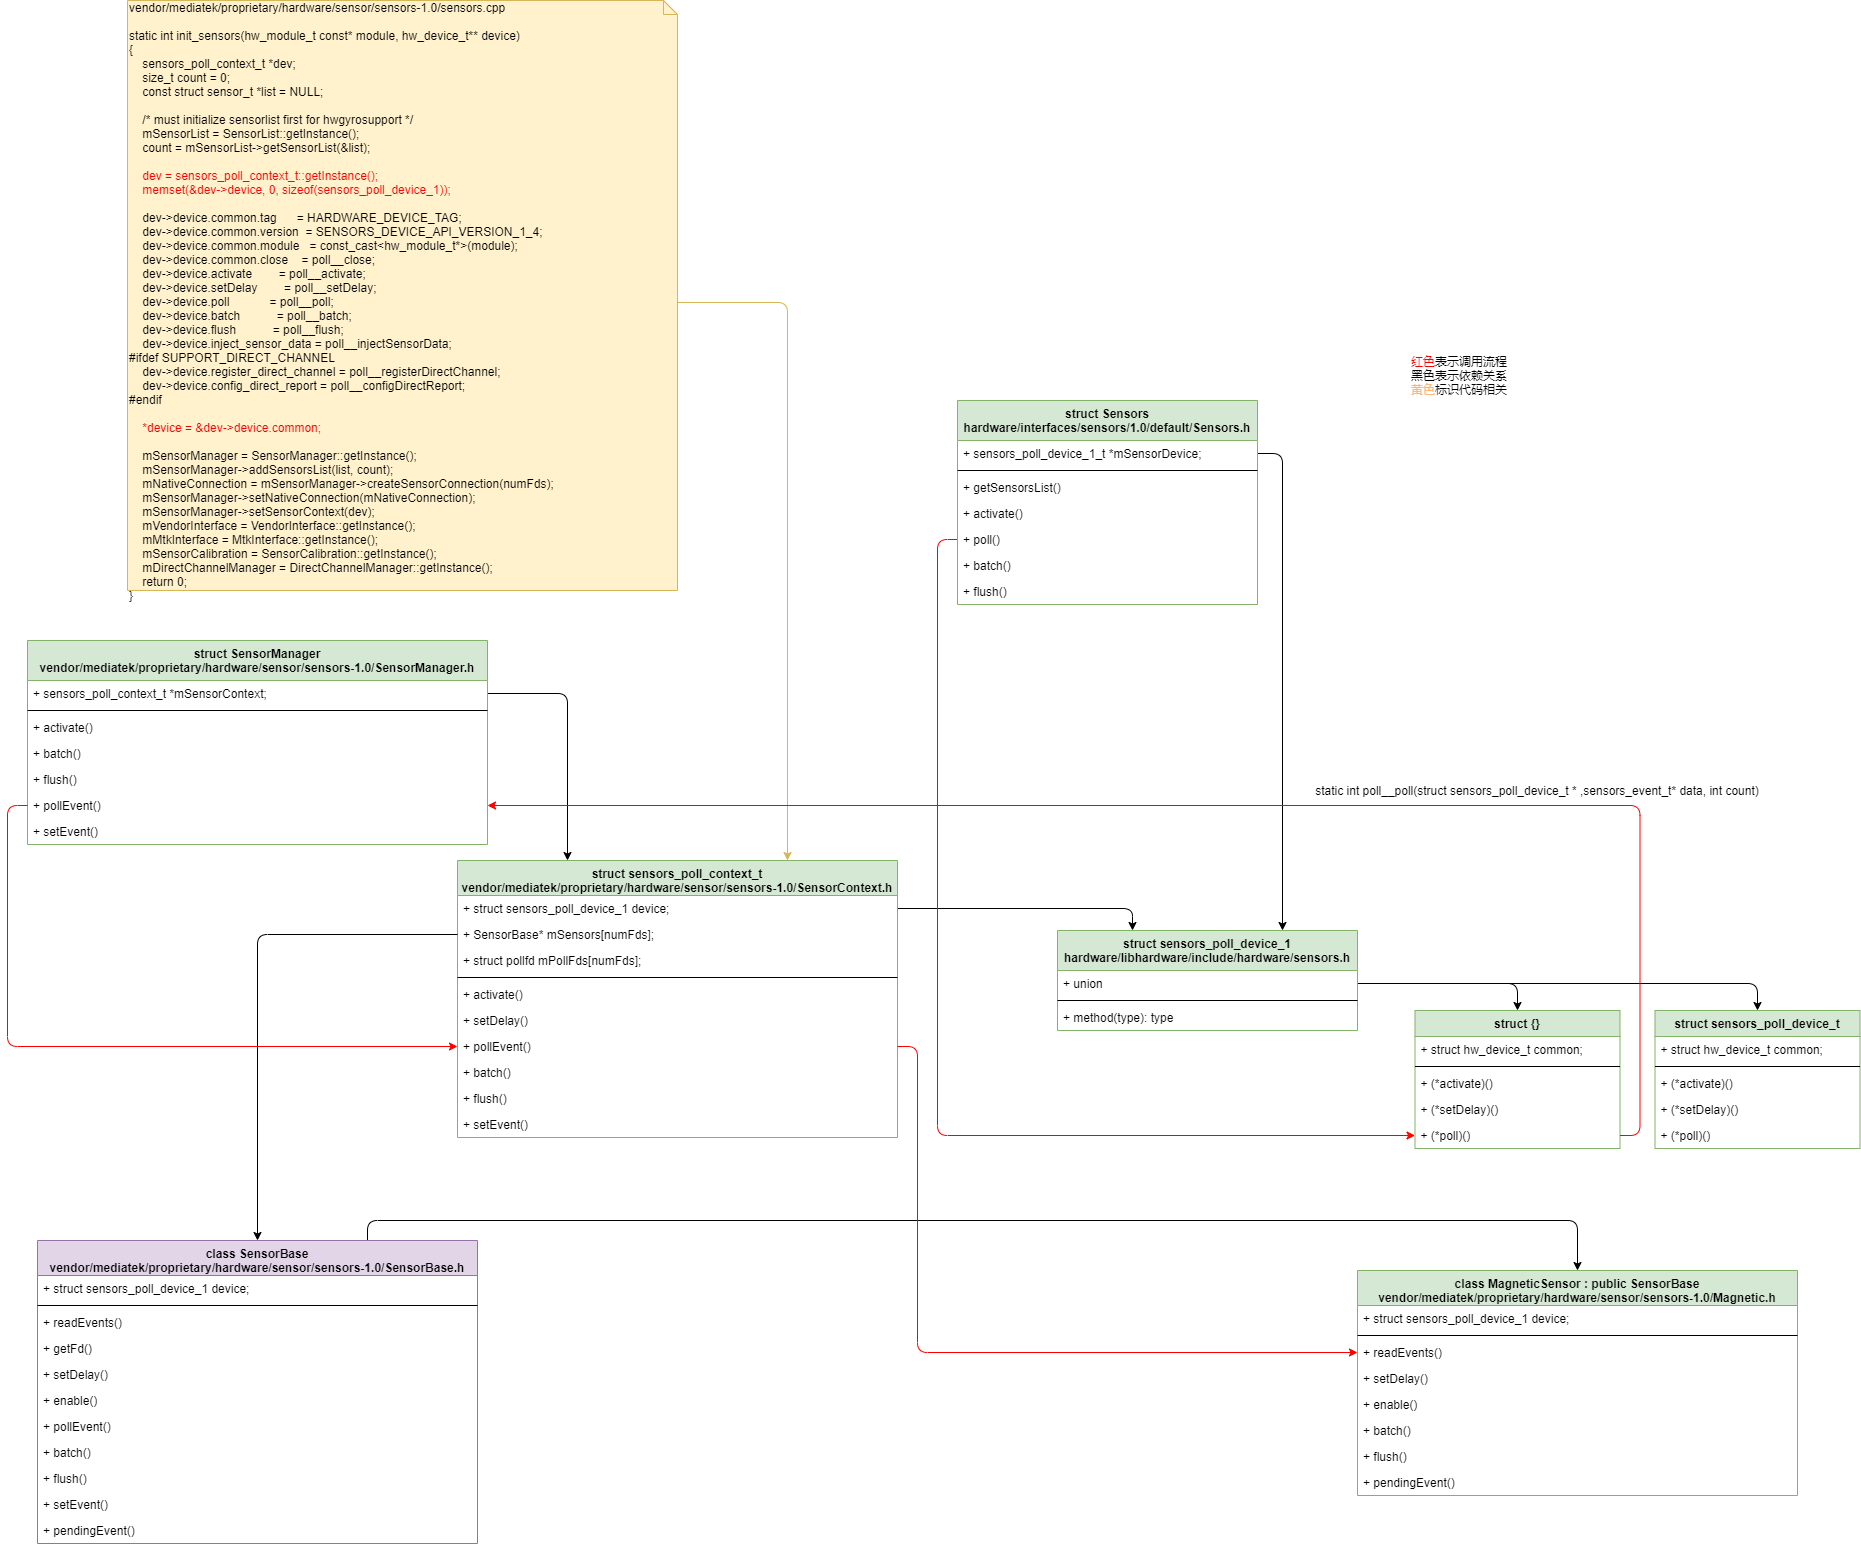 vendor/mediatek/proprietary/hardware/sensor/sensors-1.0/sensors.cpp
static int init_sensors(hw_module_t const* module, hw_device_t** device)
{
sensors_poll_context_t *dev;
size_t count = 0;
const struct sensor_t *list = NULL;
/* must initialize sensorlist first for hwgyrosupport */
mSensorList = SensorList::getInstance();
count = mSensorList->getSensorList(&list);
dev = sensors_poll_context_t::getInstance();
memset(&dev->device, 0, sizeof(sensors_poll_device_1));
dev->device.common.tag = HARDWARE_DEVICE_TAG;
dev->device.common.version = SENSORS_DEVICE_API_VERSION_1_4;
dev->device.common.module = const_cast<hw_module_t*>(module);
dev->device.common.close = poll__close;
dev->device.activate = poll__activate;
dev->device.setDelay = poll__setDelay;
dev->device.poll = poll__poll;
dev->device.batch = poll__batch;
dev->device.flush = poll__flush;
dev->device.inject_sensor_data = poll__injectSensorData;
#ifdef SUPPORT_DIRECT_CHANNEL
dev->device.register_direct_channel = poll__registerDirectChannel;
dev->device.config_direct_report = poll__configDirectReport;
#endif
*device = &dev->device.common;
mSensorManager = SensorManager::getInstance();
mSensorManager->addSensorsList(list, count);
mNativeConnection = mSensorManager->createSensorConnection(numFds);
mSensorManager->setNativeConnection(mNativeConnection);
mSensorManager->setSensorContext(dev);
mVendorInterface = VendorInterface::getInstance();
mMtkInterface = MtkInterface::getInstance();
mSensorCalibration = SensorCalibration::getInstance();
mDirectChannelManager = DirectChannelManager::getInstance();
return 0;
}
红色表示调用流程
黑色表示依赖关系
黄色标识代码相关
struct Sensors
hardware/interfaces/sensors/1.0/default/Sensors.h
+ sensors_poll_device_1_t *mSensorDevice;
+ getSensorsList()
+ activate()
+ poll()
+ batch()
+ flush()
struct SensorManager
vendor/mediatek/proprietary/hardware/sensor/sensors-1.0/SensorManager.h
+ sensors_poll_context_t *mSensorContext;
+ activate()
+ batch()
+ flush()
+ pollEvent()
+ setEvent()
static int poll__poll(struct sensors_poll_device_t * ,sensors_event_t* data, int count)
struct sensors_poll_context_t
vendor/mediatek/proprietary/hardware/sensor/sensors-1.0/SensorContext.h
+ struct sensors_poll_device_1 device;
+ SensorBase* mSensors[numFds];
+ struct pollfd mPollFds[numFds];
+ activate()
+ setDelay()
+ pollEvent()
+ batch()
+ flush()
+ setEvent()
struct sensors_poll_device_1
hardware/libhardware/include/hardware/sensors.h
+ union
+ method(type): type
struct {}
+ struct hw_device_t common;
+ (*activate)()
+ (*setDelay)()
+ (*poll)()
struct sensors_poll_device_t
+ struct hw_device_t common;
+ (*activate)()
+ (*setDelay)()
+ (*poll)()
class SensorBase
vendor/mediatek/proprietary/hardware/sensor/sensors-1.0/SensorBase.h
+ struct sensors_poll_device_1 device;
+ readEvents()
+ getFd()
+ setDelay()
+ enable()
+ pollEvent()
+ batch()
+ flush()
+ setEvent()
+ pendingEvent()
class MagneticSensor : public SensorBase
vendor/mediatek/proprietary/hardware/sensor/sensors-1.0/Magnetic.h
+ struct sensors_poll_device_1 device;
+ readEvents()
+ setDelay()
+ enable()
+ batch()
+ flush()
+ pendingEvent()